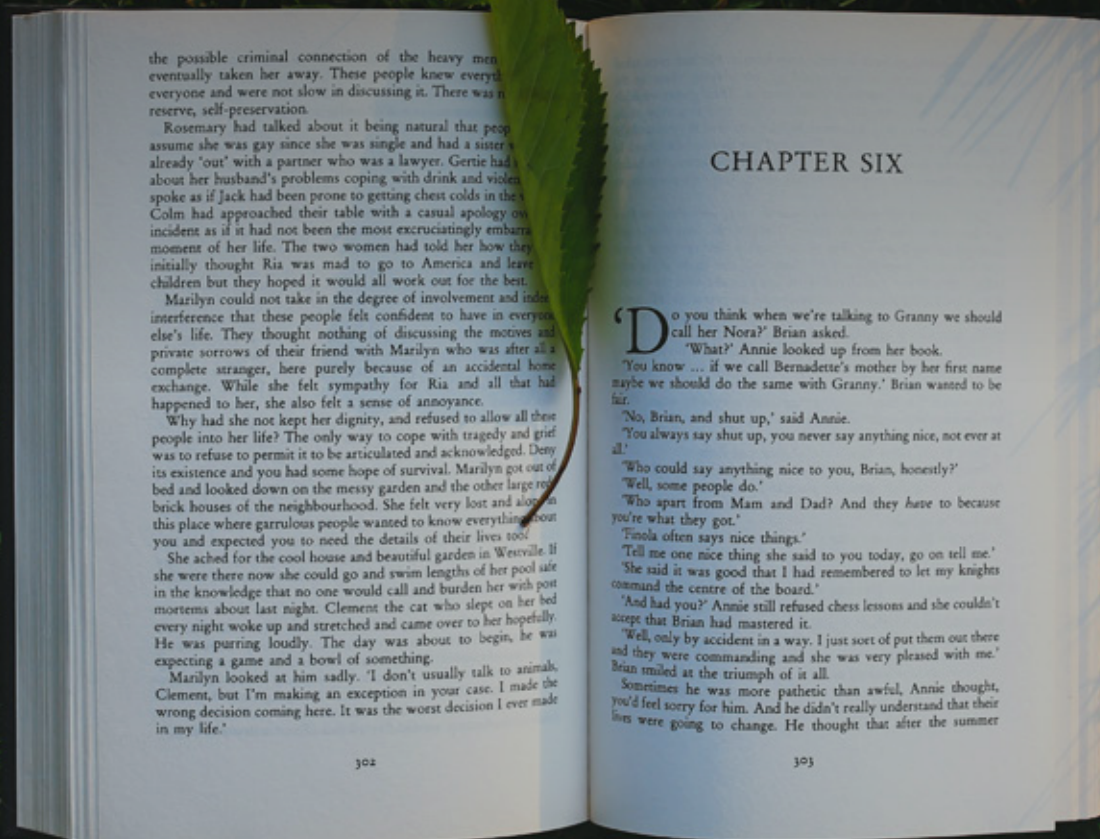 the possible criminal connection of the heavy men
eventually taken her away. These people knew
everyone and were not slow in discussing it. There was
reserve, self-preservation.
Rosemary had talked about it being natural that
assume she was gay since she was single and had a sister
already 'out' with a partner who was a lawyer. Gertie had
about her husband's problems coping with drink and
spoke as if Jack had been prone to getting chest colds in the
Colm had approached their table with a casual apology
incident as if it had not been the most excruciatingly
moment of her life. The two women had told her how they
initially thought Ria was mad to go to America and leave
children but they hoped it would all work out for the best.
Marilyn could not take in the degree of involvement and
interference that these people felt confident to have in everyone
else's life. They thought nothing of discussing the motives and
private sorrows of their friend with Marilyn who was after all a
complete stranger, here purely because of an accidental home
exchange. While she felt sympathy for Ria and all that had
happened to her, she also felt a sense of annoyance.
Why had she not kept her dignity, and refused to allow all these
people into her life? The only way to cope with tragedy and grief
was to refuse to permit it to be articulated and acknowledged. Deny
its existence and you had some hope of survival. Marilyn got out of
bed and looked down on the messy garden and the other large red
brick houses of the neighbourhood. She felt very lost and alone in
this place where garrulous people wanted to know everything about
you and expected you to need the details of their lives too.
She ached for the cool house and beautiful garden in Westville. If
she were there now she could go and swim lengths of her pool safe
in the knowledge that no one would call and burden her with post
mortems about last night. Clement the cat who slept on her bed
every night woke up and stretched and came over to her hopefully.
He was purring loudly. The day was about to begin, he was
expecting a game and a bowl of something.
Marilyn looked at him sadly. 'I don't usually talk to animals,
Clement, but I'm making an exception in your case. I made the
wrong decision coming here. It was the worst decision I ever made
in my life.'
302
CHAPTER SIX
'Do you think when we're talking to Granny we should
call her Nora?' Brian asked.
'What?' Annie looked up from her book.
'You know ... if we call Bernadette's mother by her first name
maybe we should do the same with Granny.' Brian wanted to be
fair.
'No, Brian, and shut up,' said Annie.
'You always say shut up, you never say anything nice, not ever at
all.'
'Who could say anything nice to you, Brian, honestly?'
'Well, some people do.'
'Who apart from Mam and Dad? And they have to because
you're what they got.'
'Finola often says nice things.'
'Tell me one nice thing she said to you today, go on tell me.'
'She said it was good that I had remembered to let my knights
command the centre of the board.'
'And had you?' Annie still refused chess lessons and she couldn't
accept that Brian had mastered it.
'Well, only by accident in a way. I just sort of put them out there
and they were commanding and she was very pleased with me.'
Brian smiled at the triumph of it all.
Sometimes he was more pathetic than awful, Annie thought,
you'd feel sorry for him. And he didn't really understand that their
lives were going to change. He thought that after the summer
303